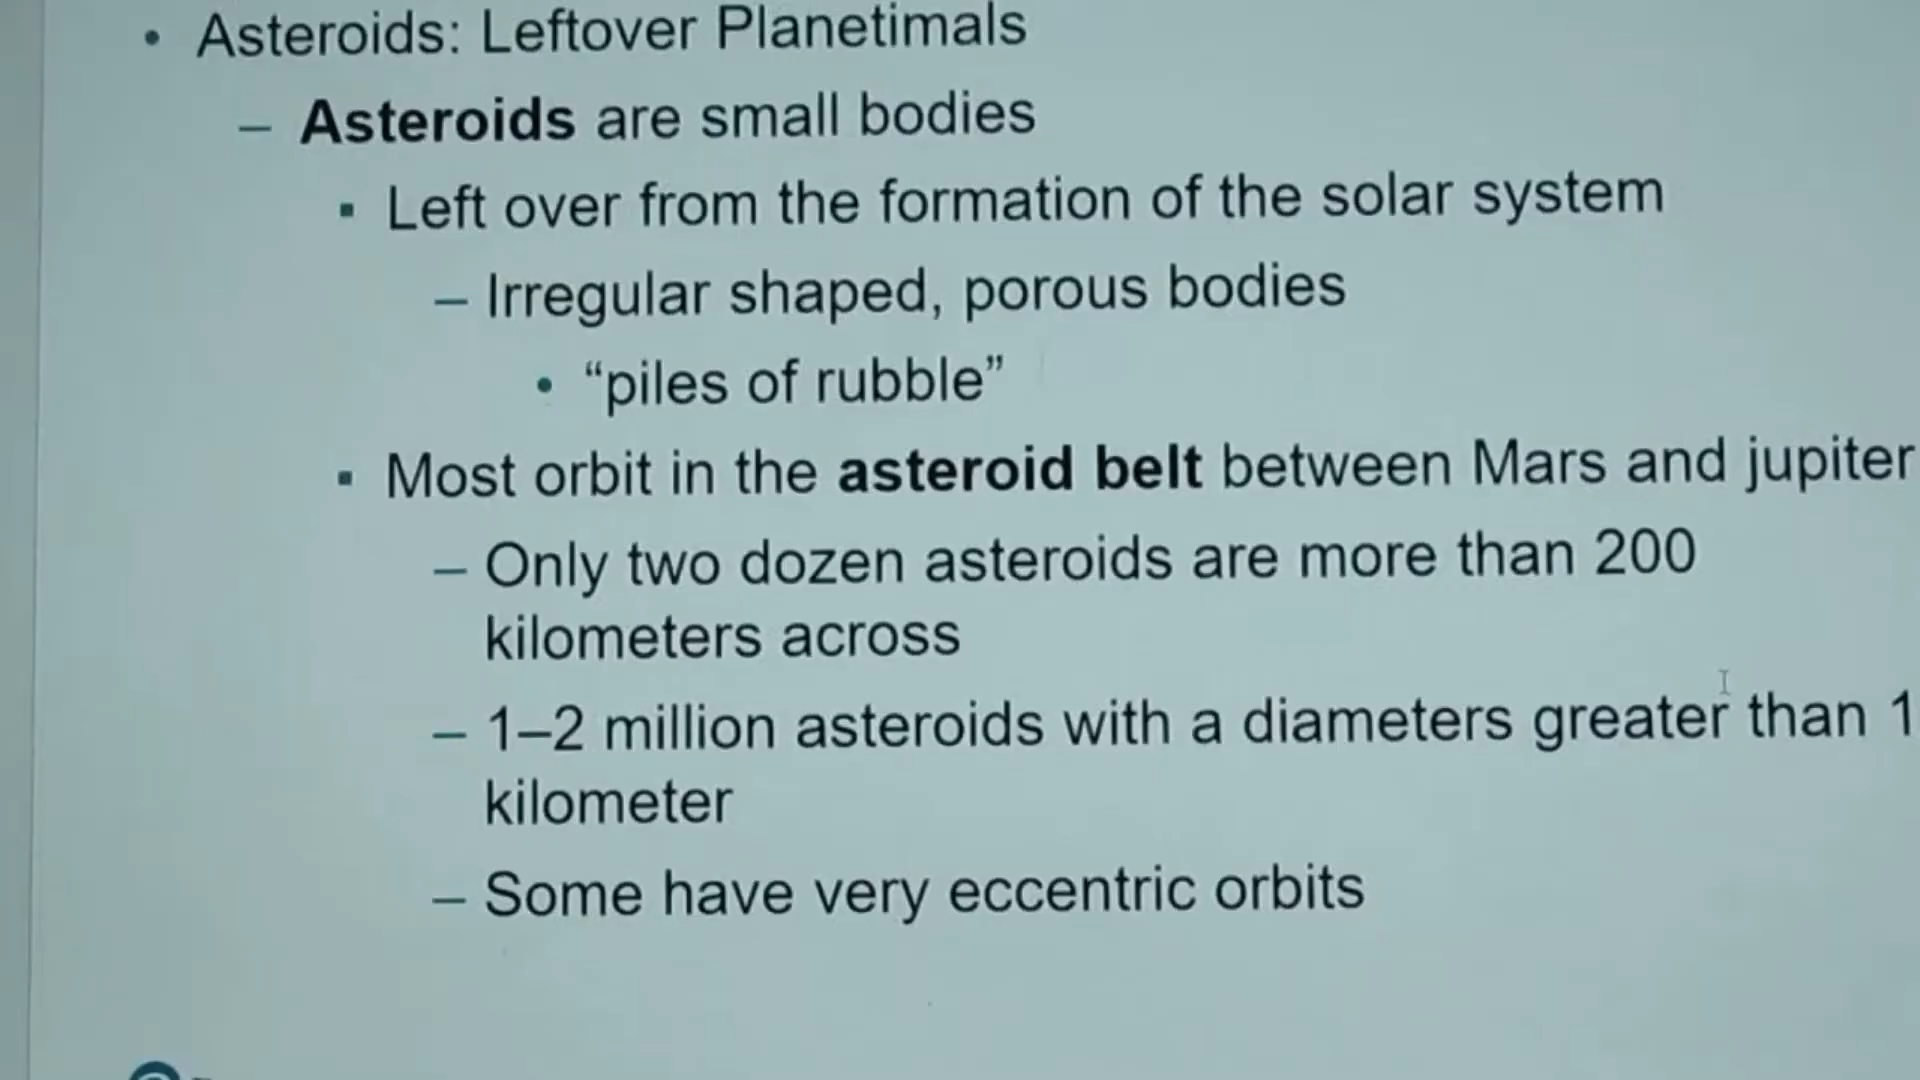 • Asteroids: Leftover Planetimals
– Asteroids are small bodies
▪ Left over from the formation of the solar system
– Irregular shaped, porous bodies
• “piles of rubble”
▪ Most orbit in the asteroid belt between Mars and jupiter
– Only two dozen asteroids are more than 200
kilometers across
– 1–2 million asteroids with a diameters greater than 1
kilometer
– Some have very eccentric orbits